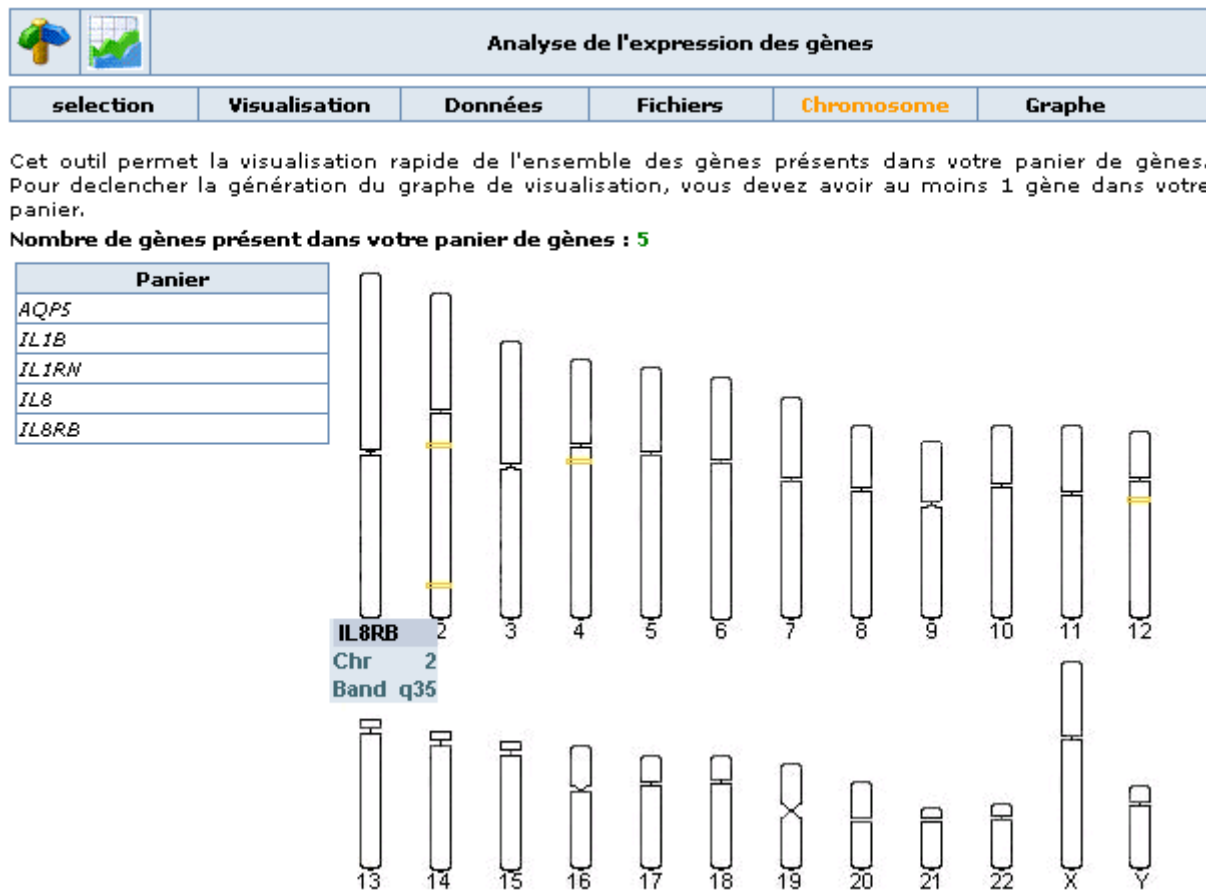 Analyse de l'expression des gènes
selection Visualisation Données Fichiers Chromosome Graphe
Cet outil permet la visualisation rapide de l'ensemble des gènes présents dans votre panier de gènes.
Pour declencher la génération du graphe de visualisation, vous devez avoir au moins 1 gène dans votre
panier.
Nombre de gènes présent dans votre panier de gènes : 5
Panier
AQP5
IL1B
IL1RN
IL8
IL8RB
2 3 4 5 6 7 8 9 10 11 12
IL8RB
Chr 2
Band q35
13 14 15 16 17 18 19 20 21 22 X Y